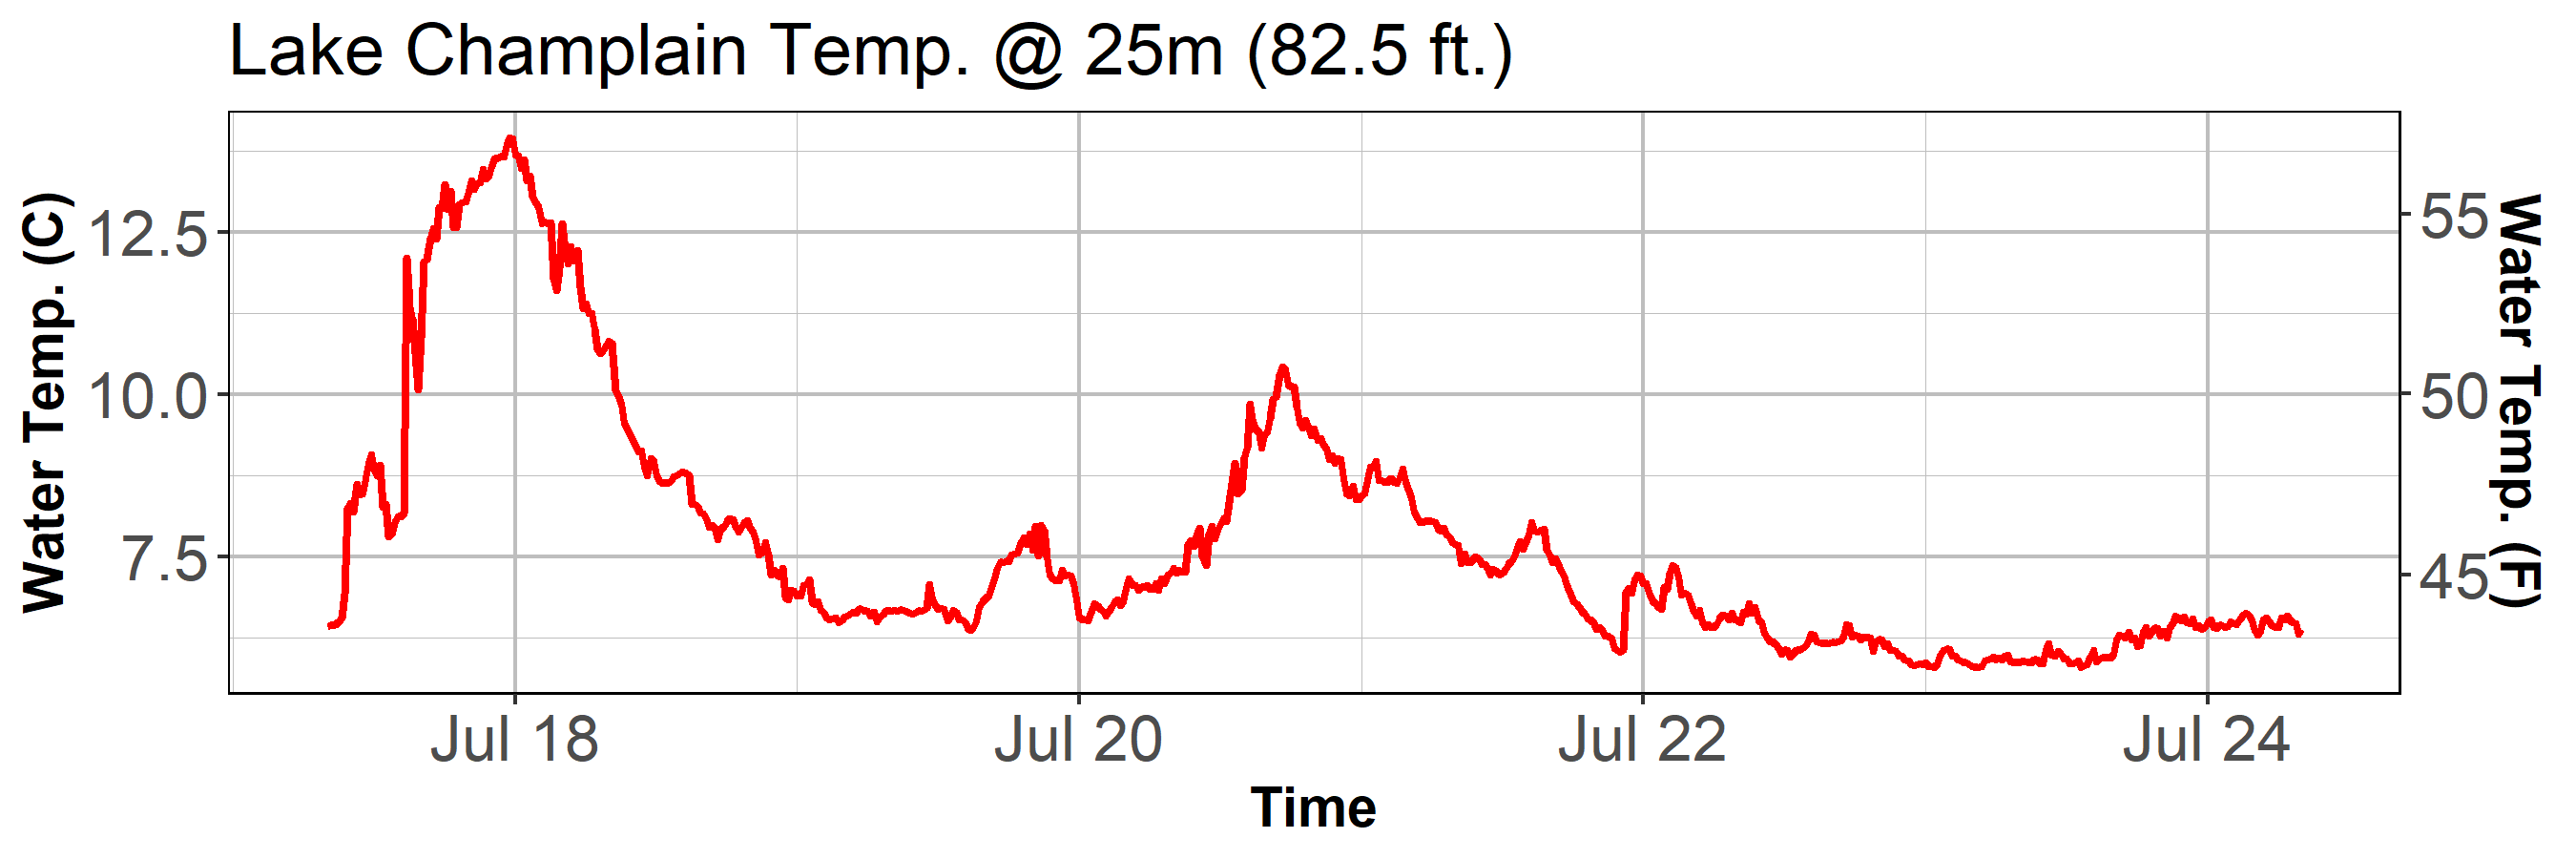 Lake Champlain Temp. @ 25m (82.5 ft.)
Water Temp. (C)
12.5
10.0
7.5
55
50
45
Water Temp. (F)
Jul 18
Jul 20
Jul 22
Jul 24
Time